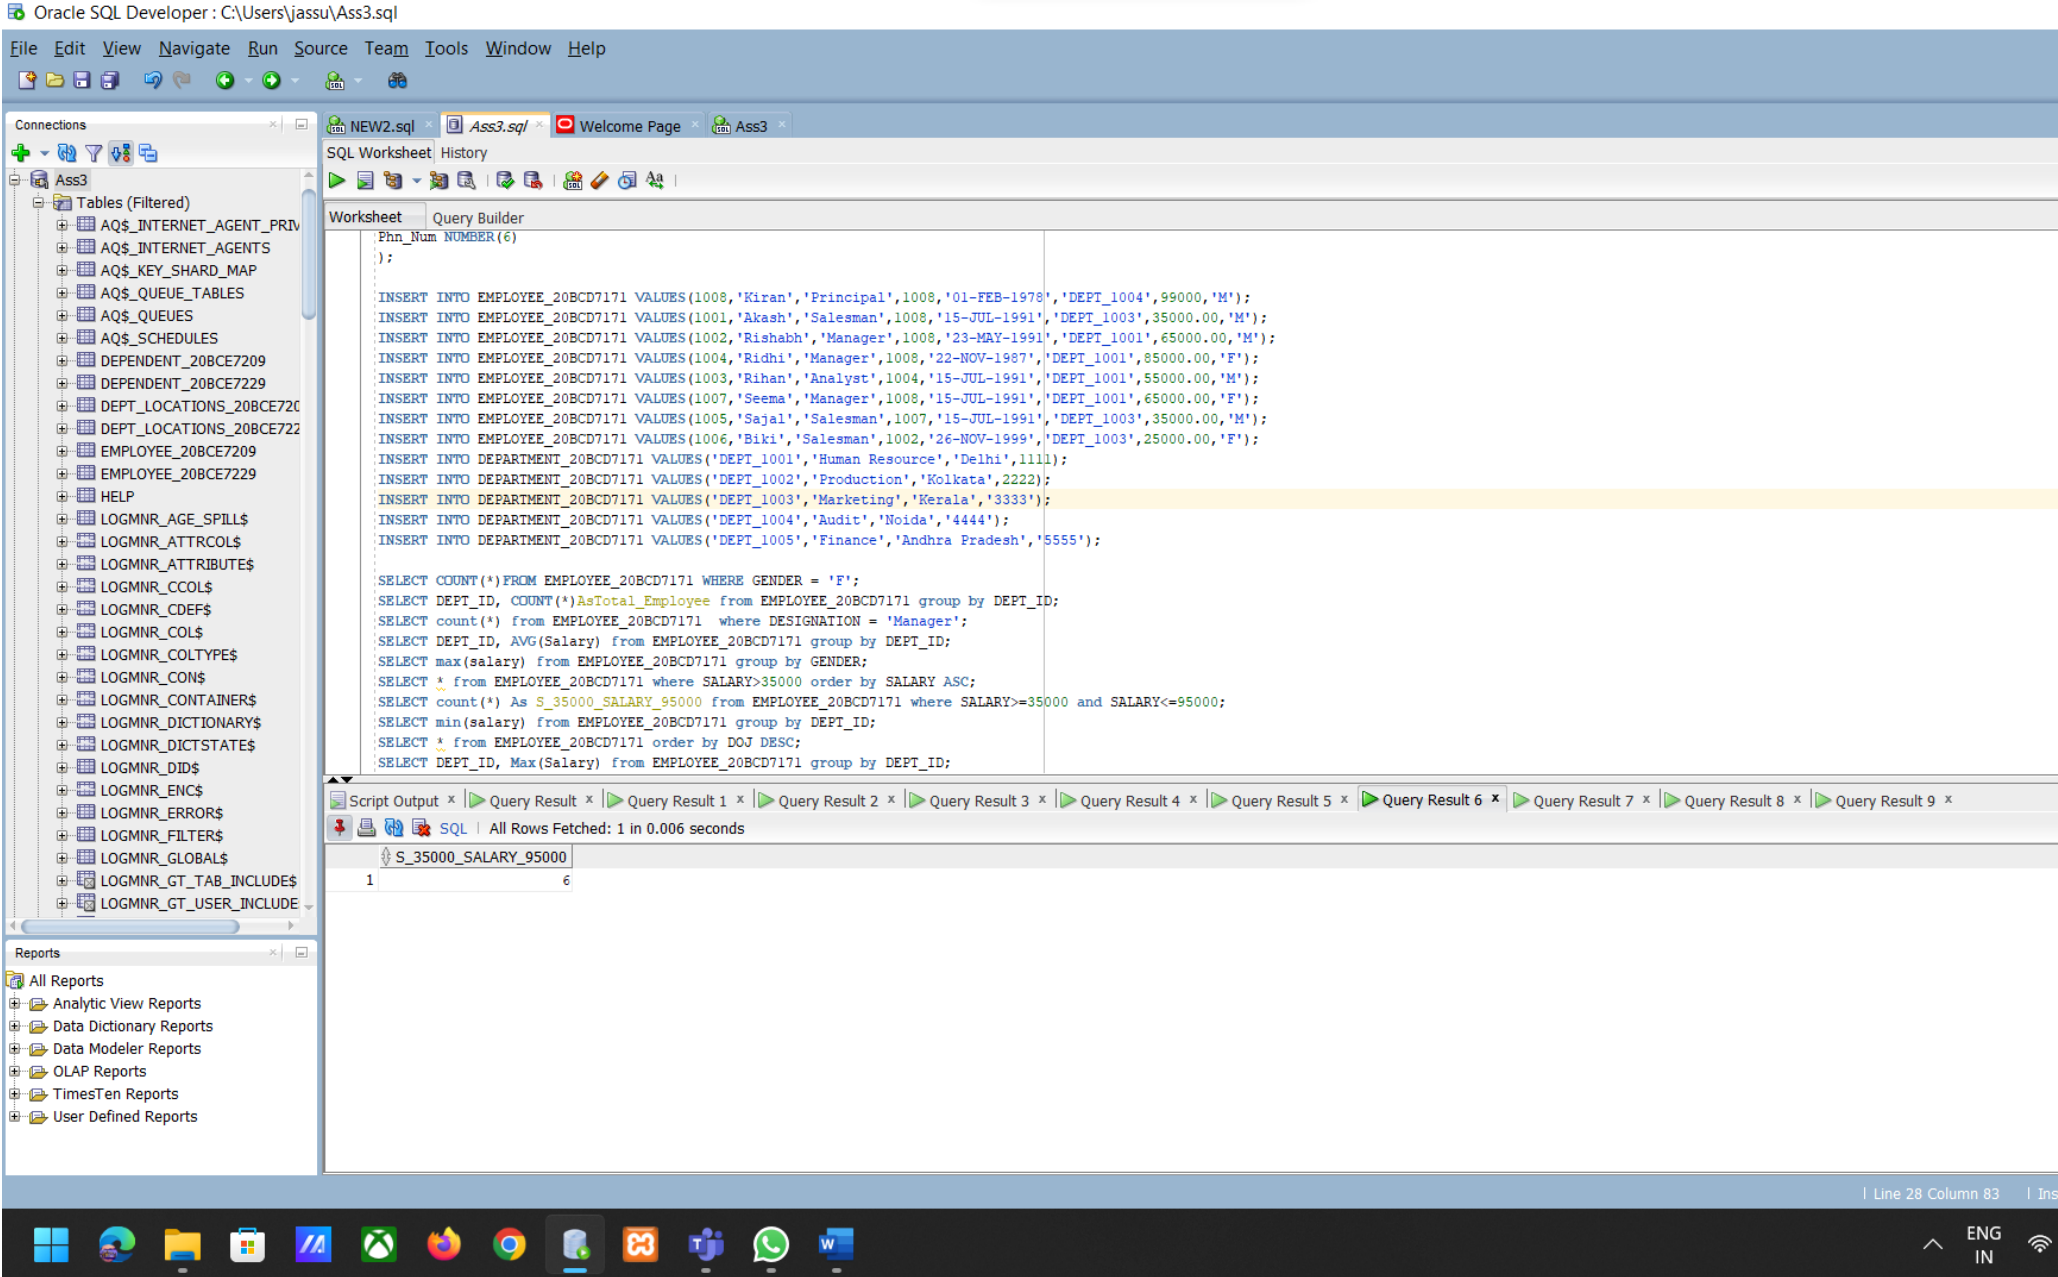 Oracle SQL Developer : C:\Users\jassu\Ass3.sql
File Edit View Navigate Run Source Team Tools Window Help
Connections
NEW2.sql Ass3.sql Welcome Page Ass3
SQL Worksheet History
Worksheet Query Builder
Ass3
Tables (Filtered)
AQ$_INTERNET_AGENT_PRIV
AQ$_INTERNET_AGENTS
AQ$_KEY_SHARD_MAP
AQ$_QUEUE_TABLES
AQ$_QUEUES
AQ$_SCHEDULES
DEPENDENT_20BCE7209
DEPENDENT_20BCE7229
DEPT_LOCATIONS_20BCE720
DEPT_LOCATIONS_20BCE722
EMPLOYEE_20BCE7209
EMPLOYEE_20BCE7229
HELP
LOGMNR_AGE_SPILL$
LOGMNR_ATTRCOL$
LOGMNR_ATTRIBUTE$
LOGMNR_CCOL$
LOGMNR_CDEF$
LOGMNR_COL$
LOGMNR_COLTYPE$
LOGMNR_CON$
LOGMNR_CONTAINER$
LOGMNR_DICTIONARY$
LOGMNR_DICTSTATE$
LOGMNR_DID$
LOGMNR_ENC$
LOGMNR_ERROR$
LOGMNR_FILTER$
LOGMNR_GLOBAL$
LOGMNR_GT_TAB_INCLUDE$
LOGMNR_GT_USER_INCLUDE
Phn_Num NUMBER(6)
);
INSERT INTO EMPLOYEE_20BCD7171 VALUES(1008,'Kiran','Principal',1008,'01-FEB-1978','DEPT_1004',99000,'M');
INSERT INTO EMPLOYEE_20BCD7171 VALUES(1001,'Akash','Salesman',1008,'15-JUL-1991','DEPT_1003',35000.00,'M');
INSERT INTO EMPLOYEE_20BCD7171 VALUES(1002,'Rishabh','Manager',1008,'23-MAY-1991','DEPT_1001',65000.00,'M');
INSERT INTO EMPLOYEE_20BCD7171 VALUES(1004,'Ridhi','Manager',1008,'22-NOV-1987','DEPT_1001',85000.00,'F');
INSERT INTO EMPLOYEE_20BCD7171 VALUES(1003,'Rihan','Analyst',1004,'15-JUL-1991','DEPT_1001',55000.00,'M');
INSERT INTO EMPLOYEE_20BCD7171 VALUES(1007,'Seema','Manager',1008,'15-JUL-1991','DEPT_1001',65000.00,'F');
INSERT INTO EMPLOYEE_20BCD7171 VALUES(1005,'Sajal','Salesman',1007,'15-JUL-1991','DEPT_1003',35000.00,'M');
INSERT INTO EMPLOYEE_20BCD7171 VALUES(1006,'Biki','Salesman',1002,'26-NOV-1999','DEPT_1003',25000.00,'F');
INSERT INTO DEPARTMENT_20BCD7171 VALUES('DEPT_1001','Human Resource','Delhi',1111);
INSERT INTO DEPARTMENT_20BCD7171 VALUES('DEPT_1002','Production','Kolkata',2222);
INSERT INTO DEPARTMENT_20BCD7171 VALUES('DEPT_1003','Marketing','Kerala','3333');
INSERT INTO DEPARTMENT_20BCD7171 VALUES('DEPT_1004','Audit','Noida','4444');
INSERT INTO DEPARTMENT_20BCD7171 VALUES('DEPT_1005','Finance','Andhra Pradesh','5555');
SELECT COUNT(*)FROM EMPLOYEE_20BCD7171 WHERE GENDER = 'F';
SELECT DEPT_ID, COUNT(*)AsTotal_Employee from EMPLOYEE_20BCD7171 group by DEPT_ID;
SELECT count(*) from EMPLOYEE_20BCD7171 where DESIGNATION = 'Manager';
SELECT DEPT_ID, AVG(Salary) from EMPLOYEE_20BCD7171 group by DEPT_ID;
SELECT max(salary) from EMPLOYEE_20BCD7171 group by GENDER;
SELECT * from EMPLOYEE_20BCD7171 where SALARY>35000 order by SALARY ASC;
SELECT count(*) As S_35000_SALARY_95000 from EMPLOYEE_20BCD7171 where SALARY>=35000 and SALARY<=95000;
SELECT min(salary) from EMPLOYEE_20BCD7171 group by DEPT_ID;
SELECT * from EMPLOYEE_20BCD7171 order by DOJ DESC;
SELECT DEPT_ID, Max(Salary) from EMPLOYEE_20BCD7171 group by DEPT_ID;
Script Output x Query Result x Query Result 1 x Query Result 2 x Query Result 3 x Query Result 4 x Query Result 5 x Query Result 6 x Query Result 7 x Query Result 8 x Query Result 9 x
SQL | All Rows Fetched: 1 in 0.006 seconds
S_35000_SALARY_95000
1 6
Reports
All Reports
Analytic View Reports
Data Dictionary Reports
Data Modeler Reports
OLAP Reports
TimesTen Reports
User Defined Reports
Line 28 Column 83 | Ins
ENG
IN